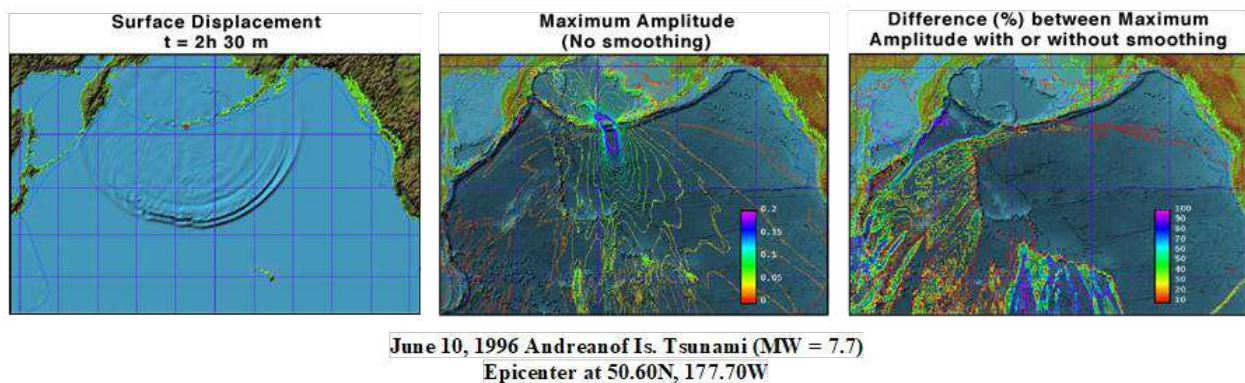 Surface Displacement
t = 2h 30 m
Maximum Amplitude
(No smoothing)
Difference (%) between Maximum
Amplitude with or without smoothing
0.2
0.15
0.1
0.05
0
100
90
80
70
60
50
40
30
20
10
June 10, 1996 Andreanof Is. Tsunami (MW = 7.7)
Epicenter at 50.60N, 177.70W